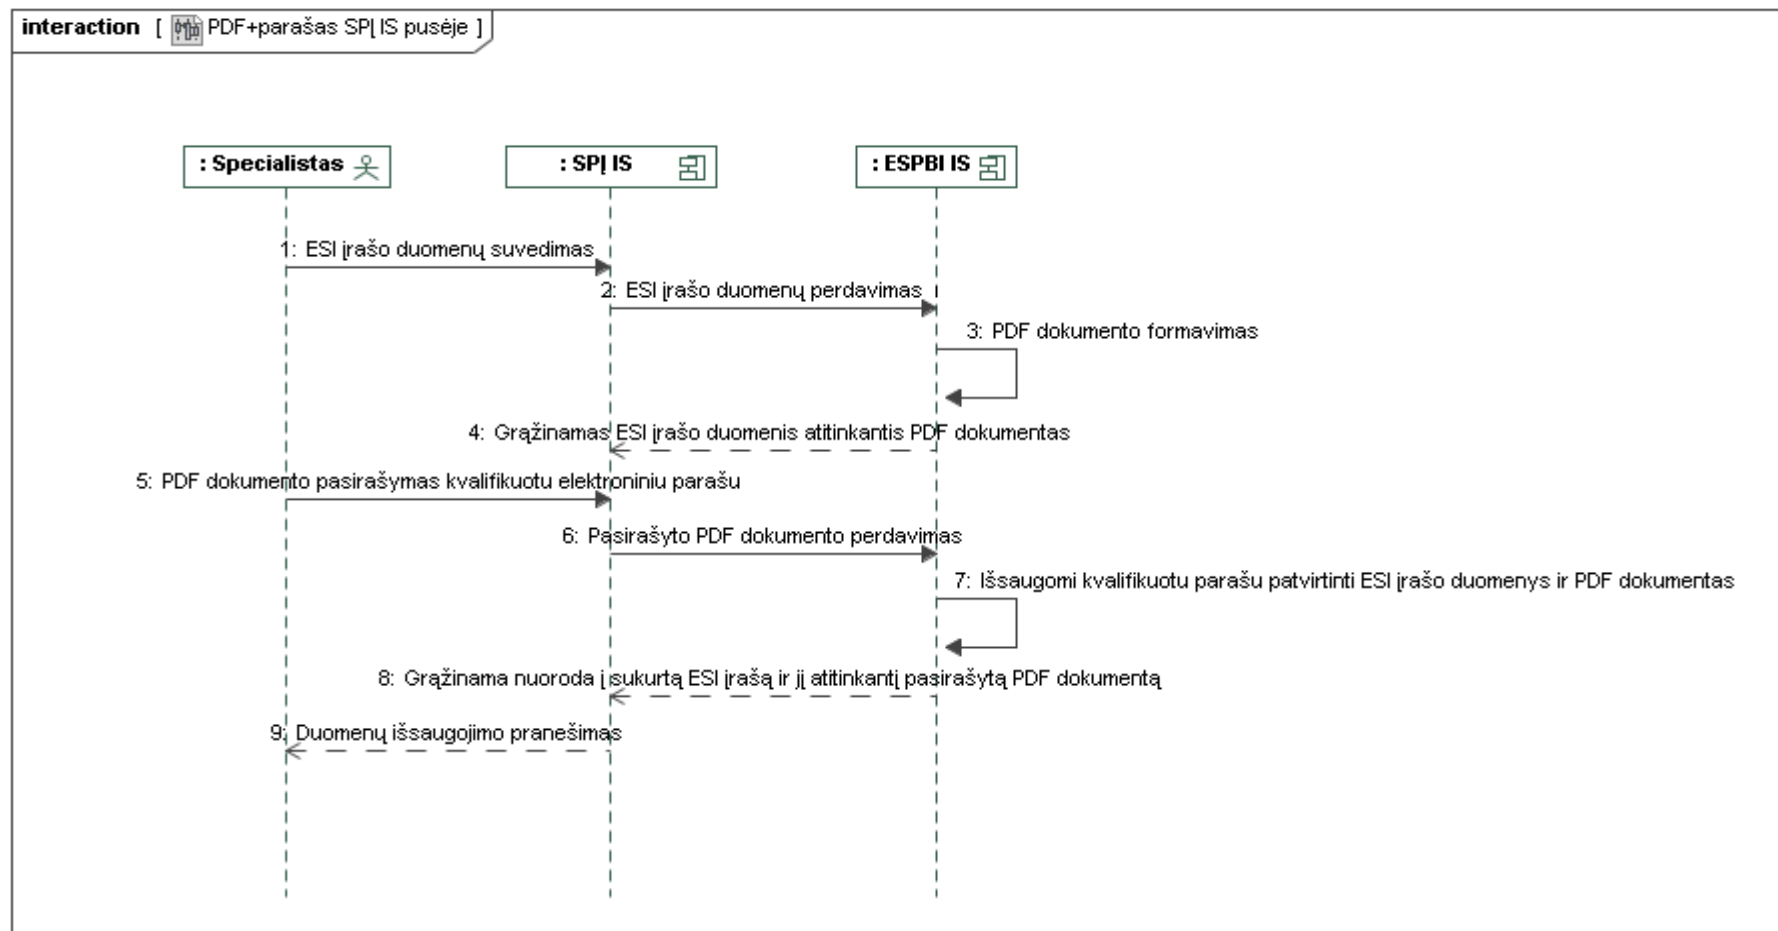 interaction [ PDF+parašas SPĮ IS pusėje ]
: Specialistas
: SPĮ IS
: ESPBI IS
1: ESI įrašo duomenų suvedimas
2: ESI įrašo duomenų perdavimas
3: PDF dokumento formavimas
4: Grąžinamas ESI įrašo duomenis atitinkantis PDF dokumentas
5: PDF dokumento pasirašymas kvalifikuotu elektroniniu parašu
6: Pasirašyto PDF dokumento perdavimas
7: Išsaugomi kvalifikuotu parašu patvirtinti ESI įrašo duomenys ir PDF dokumentas
8: Grąžinama nuoroda į sukurtą ESI įrašą ir jį atitinkantį pasirašytą PDF dokumentą
9: Duomenų išsaugojimo pranešimas